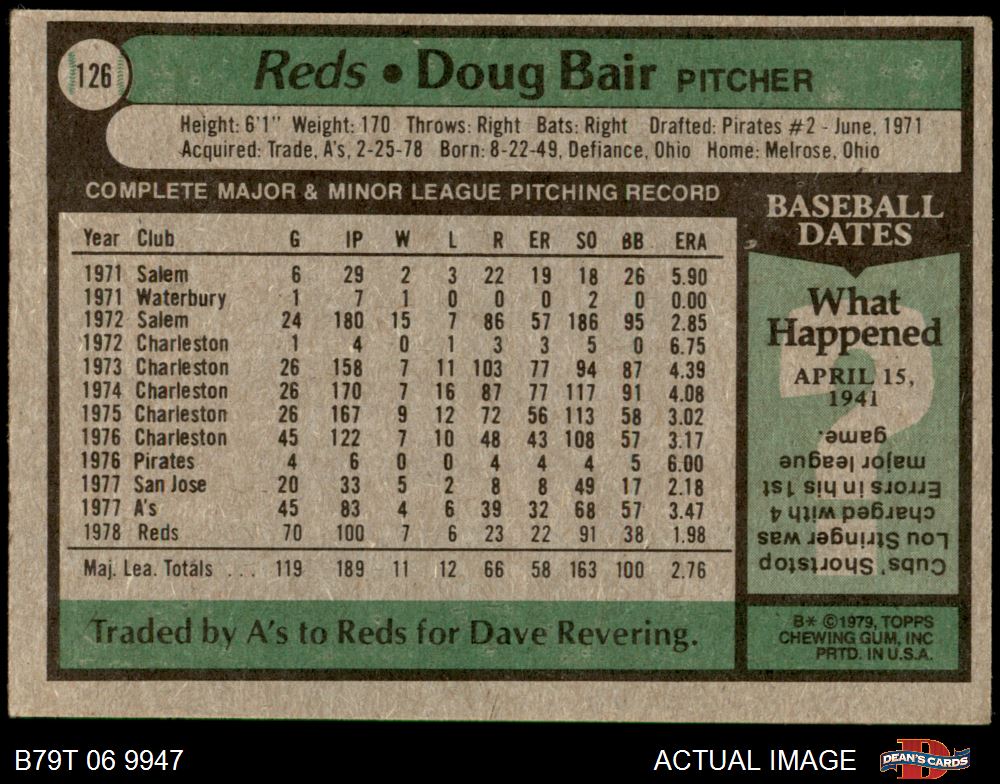 126
Reds • Doug Bair PITCHER
Height: 6'1" Weight: 170 Throws: Right Bats: Right Drafted: Pirates #2 - June, 1971
Acquired: Trade, A's, 2-25-78 Born: 8-22-49, Defiance, Ohio Home: Melrose, Ohio
COMPLETE MAJOR & MINOR LEAGUE PITCHING RECORD
Year Club G IP W L R ER SO BB ERA
1971 Salem 6 29 2 3 22 19 18 26 5.90
1971 Waterbury 1 7 1 0 0 0 2 0 0.00
1972 Salem 24 180 15 7 86 57 186 95 2.85
1972 Charleston 1 4 0 1 3 3 5 0 6.75
1973 Charleston 26 158 7 11 103 77 94 87 4.39
1974 Charleston 26 170 7 16 87 77 117 91 4.08
1975 Charleston 26 167 9 12 72 56 113 58 3.02
1976 Charleston 45 122 7 10 48 43 108 57 3.17
1976 Pirates 4 6 0 0 4 4 4 5 6.00
1977 San Jose 20 33 5 2 8 8 49 17 2.18
1977 A's 45 83 4 6 39 32 68 57 3.47
1978 Reds 70 100 7 6 23 22 91 38 1.98
Maj. Lea. Totals . . . 119 189 11 12 66 58 163 100 2.76
Traded by A's to Reds for Dave Revering.
BASEBALL
DATES
What
Happened
APRIL 15,
1941
Cubs' Shortstop
Lou Stringer was
charged with 4
Errors in his 1st
major league
game.
B* ©1979, TOPPS
CHEWING GUM, INC
PRTD. IN U.S.A.
B79T 06 9947
ACTUAL IMAGE
DEAN'S CARDS